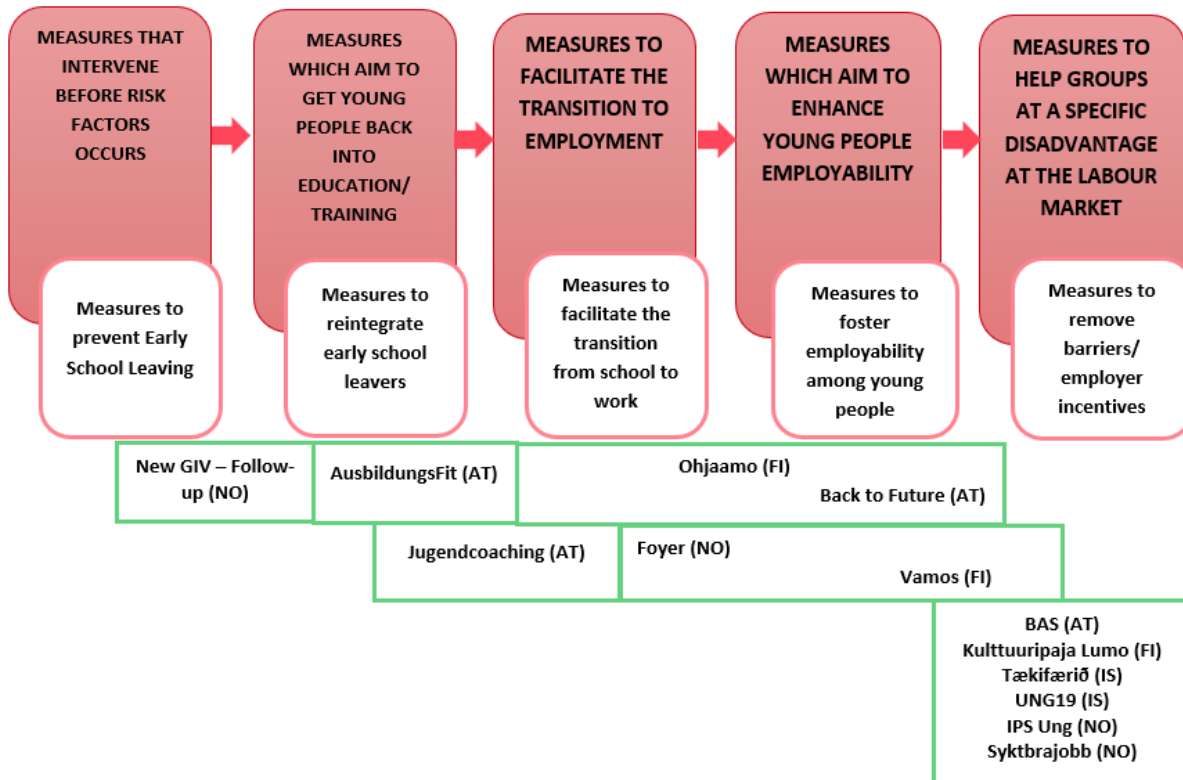 MEASURES THAT
INTERVENE
BEFORE RISK
FACTORS
OCCURS
MEASURES
WHICH AIM TO
GET YOUNG
PEOPLE BACK
INTO
EDUCATION/
TRAINING
MEASURES TO
FACILITATE THE
TRANSITION TO
EMPLOYMENT
MEASURES
WHICH AIM TO
ENHANCE
YOUNG PEOPLE
EMPLOYABILITY
MEASURES TO
HELP GROUPS
AT A SPECIFIC
DISADVANTAGE
AT THE LABOUR
MARKET
Measures to
prevent Early
School Leaving
Measures to
reintegrate
early school
leavers
Measures to
facilitate the
transition
from school to
work
Measures to
foster
employability
among young
people
Measures to
remove
barriers/
employer
incentives
New GIV – Follow-
up (NO)
AusbildungsFit (AT)
Ohjaamo (FI)
Back to Future (AT)
Jugendcoaching (AT)
Foyer (NO)
Vamos (FI)
BAS (AT)
Kulttuuripaja Lumo (FI)
Tækifærið (IS)
UNG19 (IS)
IPS Ung (NO)
Syktbrajobb (NO)